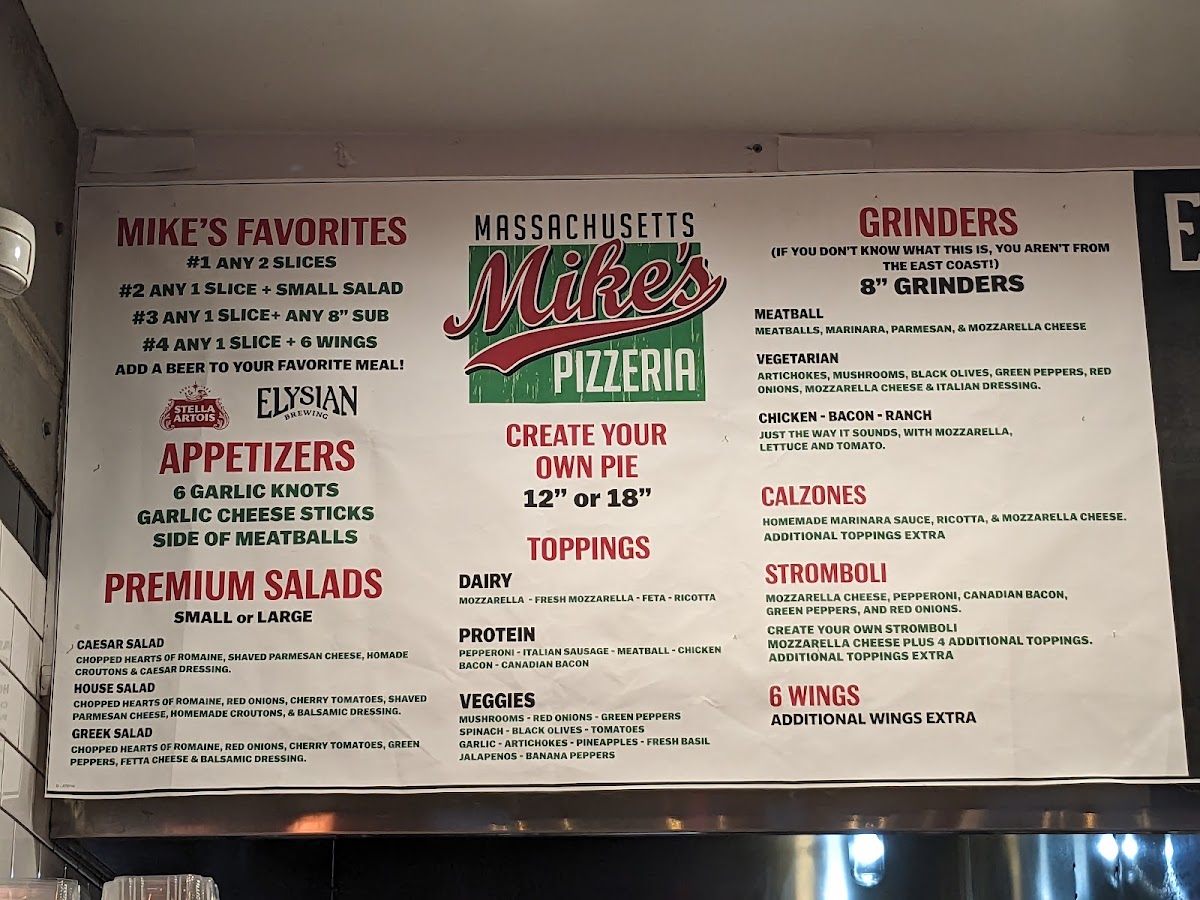 MIKE'S FAVORITES
#1 ANY 2 SLICES
#2 ANY 1 SLICE + SMALL SALAD
#3 ANY 1 SLICE+ ANY 8" SUB
#4 ANY 1 SLICE + 6 WINGS
ADD A BEER TO YOUR FAVORITE MEAL!
STELLA
ARTOIS
ELYSIAN
BREWING
APPETIZERS
6 GARLIC KNOTS
GARLIC CHEESE STICKS
SIDE OF MEATBALLS
PREMIUM SALADS
SMALL or LARGE
CAESAR SALAD
CHOPPED HEARTS OF ROMAINE, SHAVED PARMESAN CHEESE, HOMADE
CROUTONS & CAESAR DRESSING.
HOUSE SALAD
CHOPPED HEARTS OF ROMAINE, RED ONIONS, CHERRY TOMATOES, SHAVED
PARMESAN CHEESE, HOMEMADE CROUTONS, & BALSAMIC DRESSING.
GREEK SALAD
CHOPPED HEARTS OF ROMAINE, RED ONIONS, CHERRY TOMATOES, GREEN
PEPPERS, FETTA CHEESE & BALSAMIC DRESSING.
MASSACHUSETTS
Mike's
PIZZERIA
CREATE YOUR
OWN PIE
12" or 18"
TOPPINGS
DAIRY
MOZZARELLA - FRESH MOZZARELLA - FETA - RICOTTA
PROTEIN
PEPPERONI - ITALIAN SAUSAGE - MEATBALL - CHICKEN
BACON - CANADIAN BACON
VEGGIES
MUSHROOMS - RED ONIONS - GREEN PEPPERS
SPINACH - BLACK OLIVES - TOMATOES
GARLIC - ARTICHOKES - PINEAPPLES - FRESH BASIL
JALAPENOS - BANANA PEPPERS
GRINDERS
(IF YOU DON'T KNOW WHAT THIS IS, YOU AREN'T FROM
THE EAST COAST!)
8" GRINDERS
MEATBALL
MEATBALLS, MARINARA, PARMESAN, & MOZZARELLA CHEESE
VEGETARIAN
ARTICHOKES, MUSHROOMS, BLACK OLIVES, GREEN PEPPERS, RED
ONIONS, MOZZARELLA CHEESE & ITALIAN DRESSING.
CHICKEN - BACON - RANCH
JUST THE WAY IT SOUNDS, WITH MOZZARELLA,
LETTUCE AND TOMATO.
CALZONES
HOMEMADE MARINARA SAUCE, RICOTTA, & MOZZARELLA CHEESE.
ADDITIONAL TOPPINGS EXTRA
STROMBOLI
MOZZARELLA CHEESE, PEPPERONI, CANADIAN BACON,
GREEN PEPPERS, AND RED ONIONS.
CREATE YOUR OWN STROMBOLI
MOZZARELLA CHEESE PLUS 4 ADDITIONAL TOPPINGS.
ADDITIONAL TOPPINGS EXTRA
6 WINGS
ADDITIONAL WINGS EXTRA